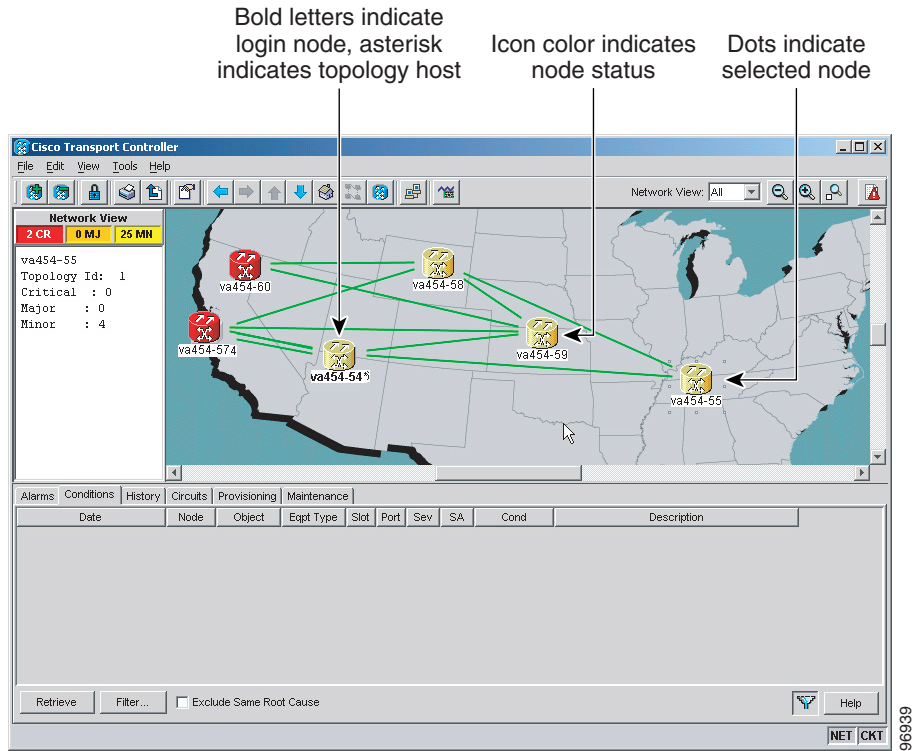 Bold letters indicate
login node, asterisk
indicates topology host
Icon color indicates
node status
Dots indicate
selected node
Cisco Transport Controller
File Edit View Tools Help
Network View: All
Network View
2 CR 0 MJ 25 MN
va454-55
Topology Id: 1
Critical : 0
Major : 0
Minor : 4
va454-60
va454-58
va454-574
va454-59
va454-54*)
va454-55
Alarms Conditions History Circuits Provisioning Maintenance
Date Node Object Eqpt Type Slot Port Sev SA Cond Description
Retrieve Filter... Exclude Same Root Cause Help
NET CKT
96939